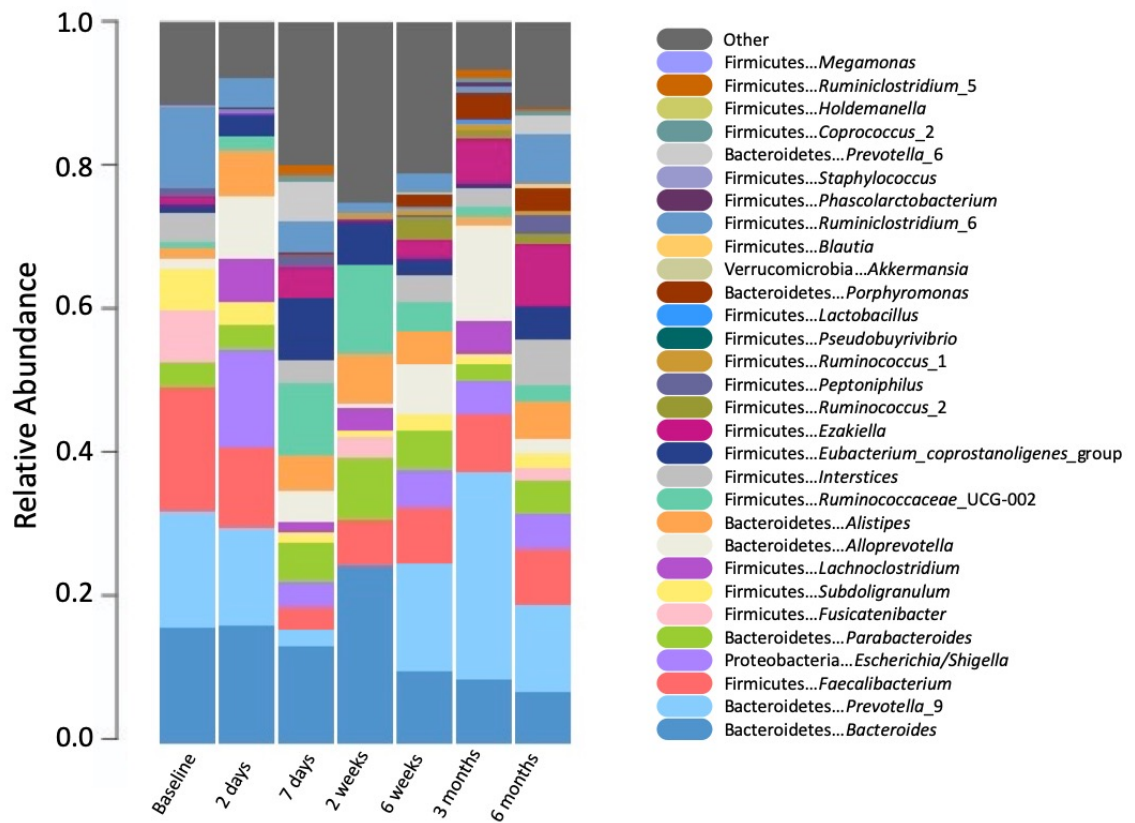 Relative Abundance
1.0
0.8
0.6
0.4
0.2
0.0
Baseline
2 days
7 days
2 weeks
6 weeks
3 months
6 months
Other
Firmicutes...Megamonas
Firmicutes...Ruminiclostridium_5
Firmicutes...Holdemanella
Firmicutes...Coprococcus_2
Bacteroidetes...Prevotella_6
Firmicutes...Staphylococcus
Firmicutes...Phascolarctobacterium
Firmicutes...Ruminiclostridium_6
Firmicutes...Blautia
Verrucomicrobia...Akkermansia
Bacteroidetes...Porphyromonas
Firmicutes...Lactobacillus
Firmicutes...Pseudobuyrivibrio
Firmicutes...Ruminococcus_1
Firmicutes...Peptoniphilus
Firmicutes...Ruminococcus_2
Firmicutes...Ezakiella
Firmicutes...Eubacterium_coprostanoligenes_group
Firmicutes...Interstices
Firmicutes...Ruminococcaceae_UCG-002
Bacteroidetes...Alistipes
Bacteroidetes...Alloprevotella
Firmicutes...Lachnoclostridium
Firmicutes...Subdoligranulum
Firmicutes...Fusicatenibacter
Bacteroidetes...Parabacteroides
Proteobacteria...Escherichia/Shigella
Firmicutes...Faecalibacterium
Bacteroidetes...Prevotella_9
Bacteroidetes...Bacteroides